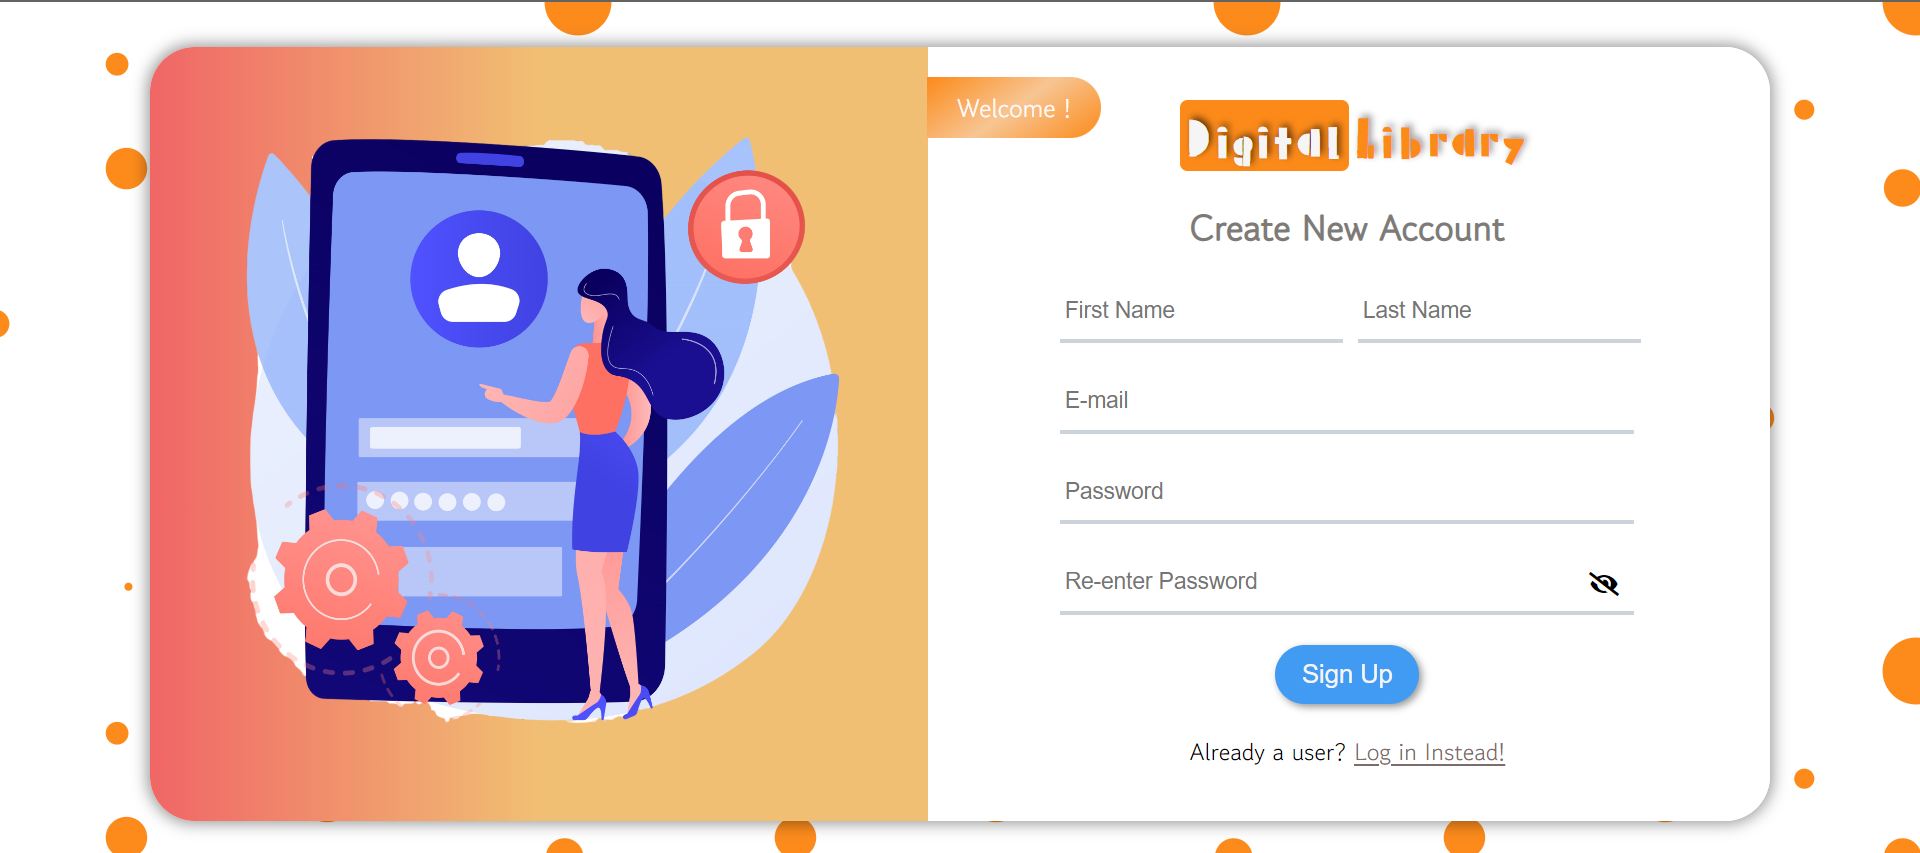 Welcome !
Digital Library
Create New Account
First Name Last Name
E-mail
Password
Re-enter Password
Sign Up
Already a user? Log in Instead!